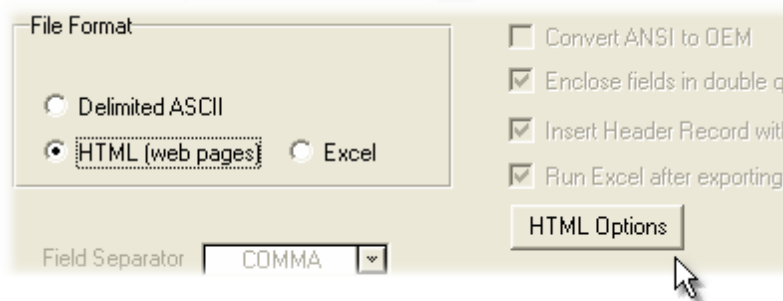 File Format
Delimited ASCII
HTML (web pages)
Excel
Field Separator
COMMA
Convert ANSI to OEM
Enclose fields in double
Insert Header Record
Run Excel after exporting
HTML Options